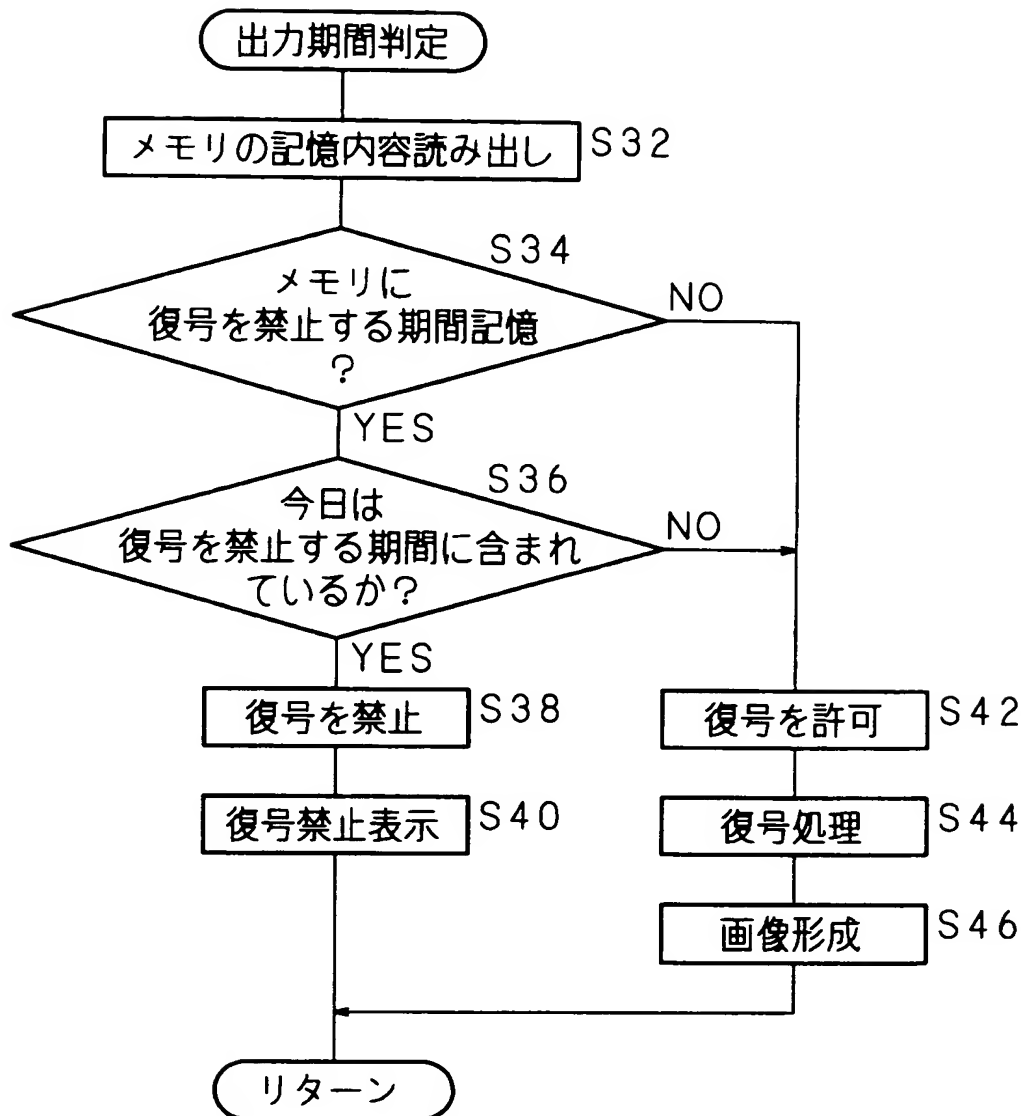 出力期間判定
メモリの記憶内容読み出し
S32
S34
メモリに
復号を禁止する期間記憶
?
NO
YES
S36
今日は
復号を禁止する期間に含まれ
ているか?
NO
YES
復号を禁止
S38
復号を許可
S42
復号禁止表示
S40
復号処理
S44
画像形成
S46
リターン